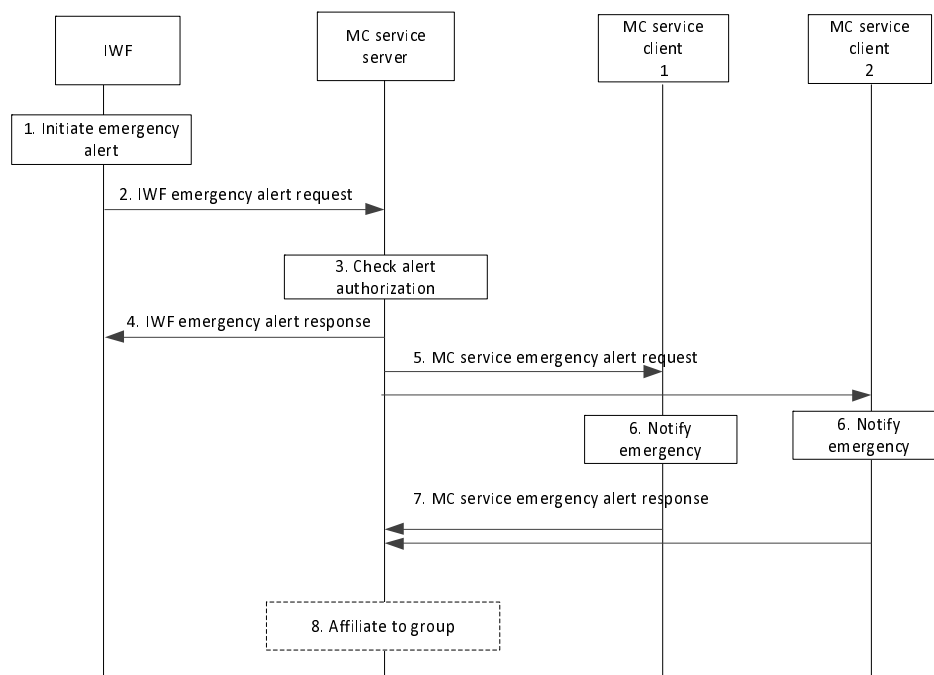 IWF
MC service
server
MC service
client
1
MC service
client
2
1. Initiate emergency
alert
2. IWF emergency alert request
3. Check alert
authorization
4. IWF emergency alert response
5. MC service emergency alert request
6. Notify
emergency
6. Notify
emergency
7. MC service emergency alert response
8. Affiliate to group